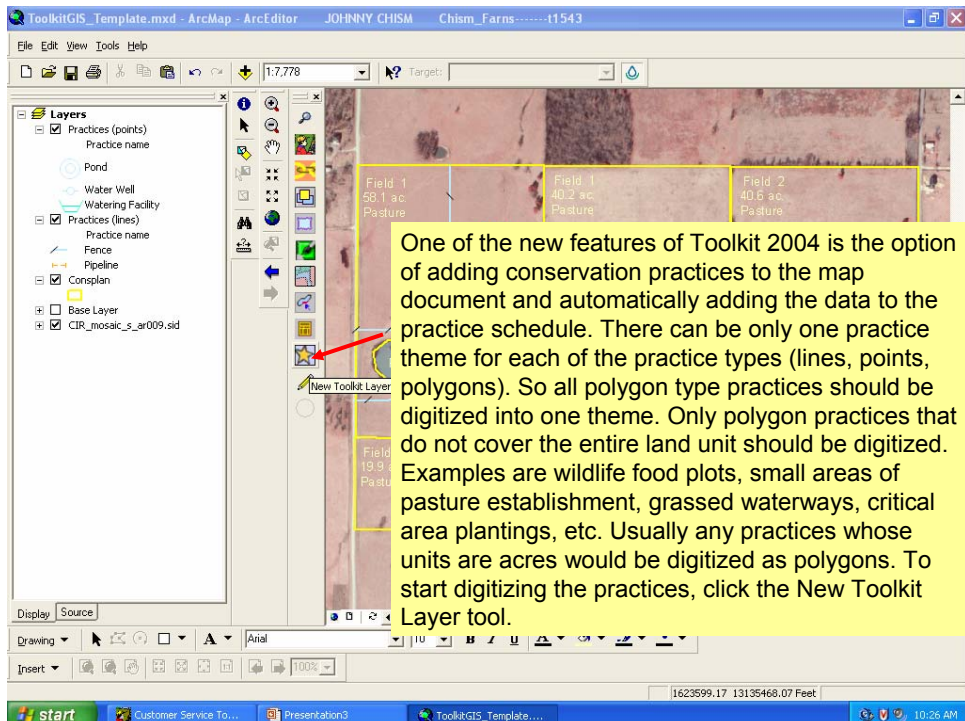 ToolkitGIS_Template.mxd - ArcMap - ArcEditor JOHNNY CHISM Chism_Farns-------t1543
File Edit View Tools Help
1:7,778 Target:
Layers
Practices (points)
Practice name
Pond
Water Well
Watering Facility
Practices (lines)
Practice name
Fence
Pipeline
Consplan
Base Layer
CIR_mosaic_s_ar009.sid
Field 1
58.1 ac.
Pasture
Field 1
40.2 ac.
Pasture
Field 2
40.6 ac.
Pasture
New Toolkit Layer
Field
19.9
Pastu
One of the new features of Toolkit 2004 is the option
of adding conservation practices to the map
document and automatically adding the data to the
practice schedule. There can be only one practice
theme for each of the practice types (lines, points,
polygons). So all polygon type practices should be
digitized into one theme. Only polygon practices that
do not cover the entire land unit should be digitized.
Examples are wildlife food plots, small areas of
pasture establishment, grassed waterways, critical
area plantings, etc. Usually any practices whose
units are acres would be digitized as polygons. To
start digitizing the practices, click the New Toolkit
Layer tool.
Display Source
Drawing A Arial 10 B I U A
Insert 100%
1623599.17 13135468.07 Feet
start Customer Service To... Presentation3 ToolkitGIS_Template.... 10:26 AM